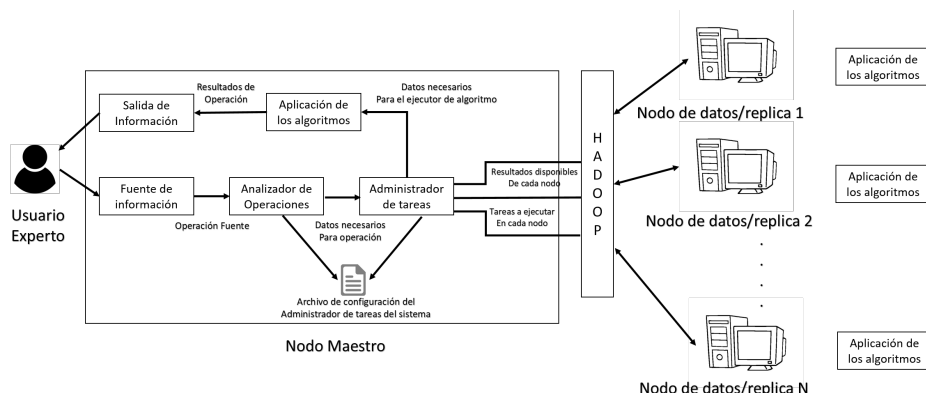 Resultados de
Operación
Datos necesarios
Para el ejecutor de algoritmo
Salida de
Información
Aplicación de
los algoritmos
Usuario
Experto
Fuente de
información
Analizador de
Operaciones
Administrador
de tareas
Operación Fuente
Datos necesarios
Para operación
Resultados disponibles
De cada nodo
Tareas a ejecutar
En cada nodo
Archivo de configuración del
Administrador de tareas del sistema
Nodo Maestro
H
A
D
O
O
P
Nodo de datos/replica 1
Aplicación de
los algoritmos
Nodo de datos/replica 2
Aplicación de
los algoritmos
Nodo de datos/replica N
Aplicación de
los algoritmos